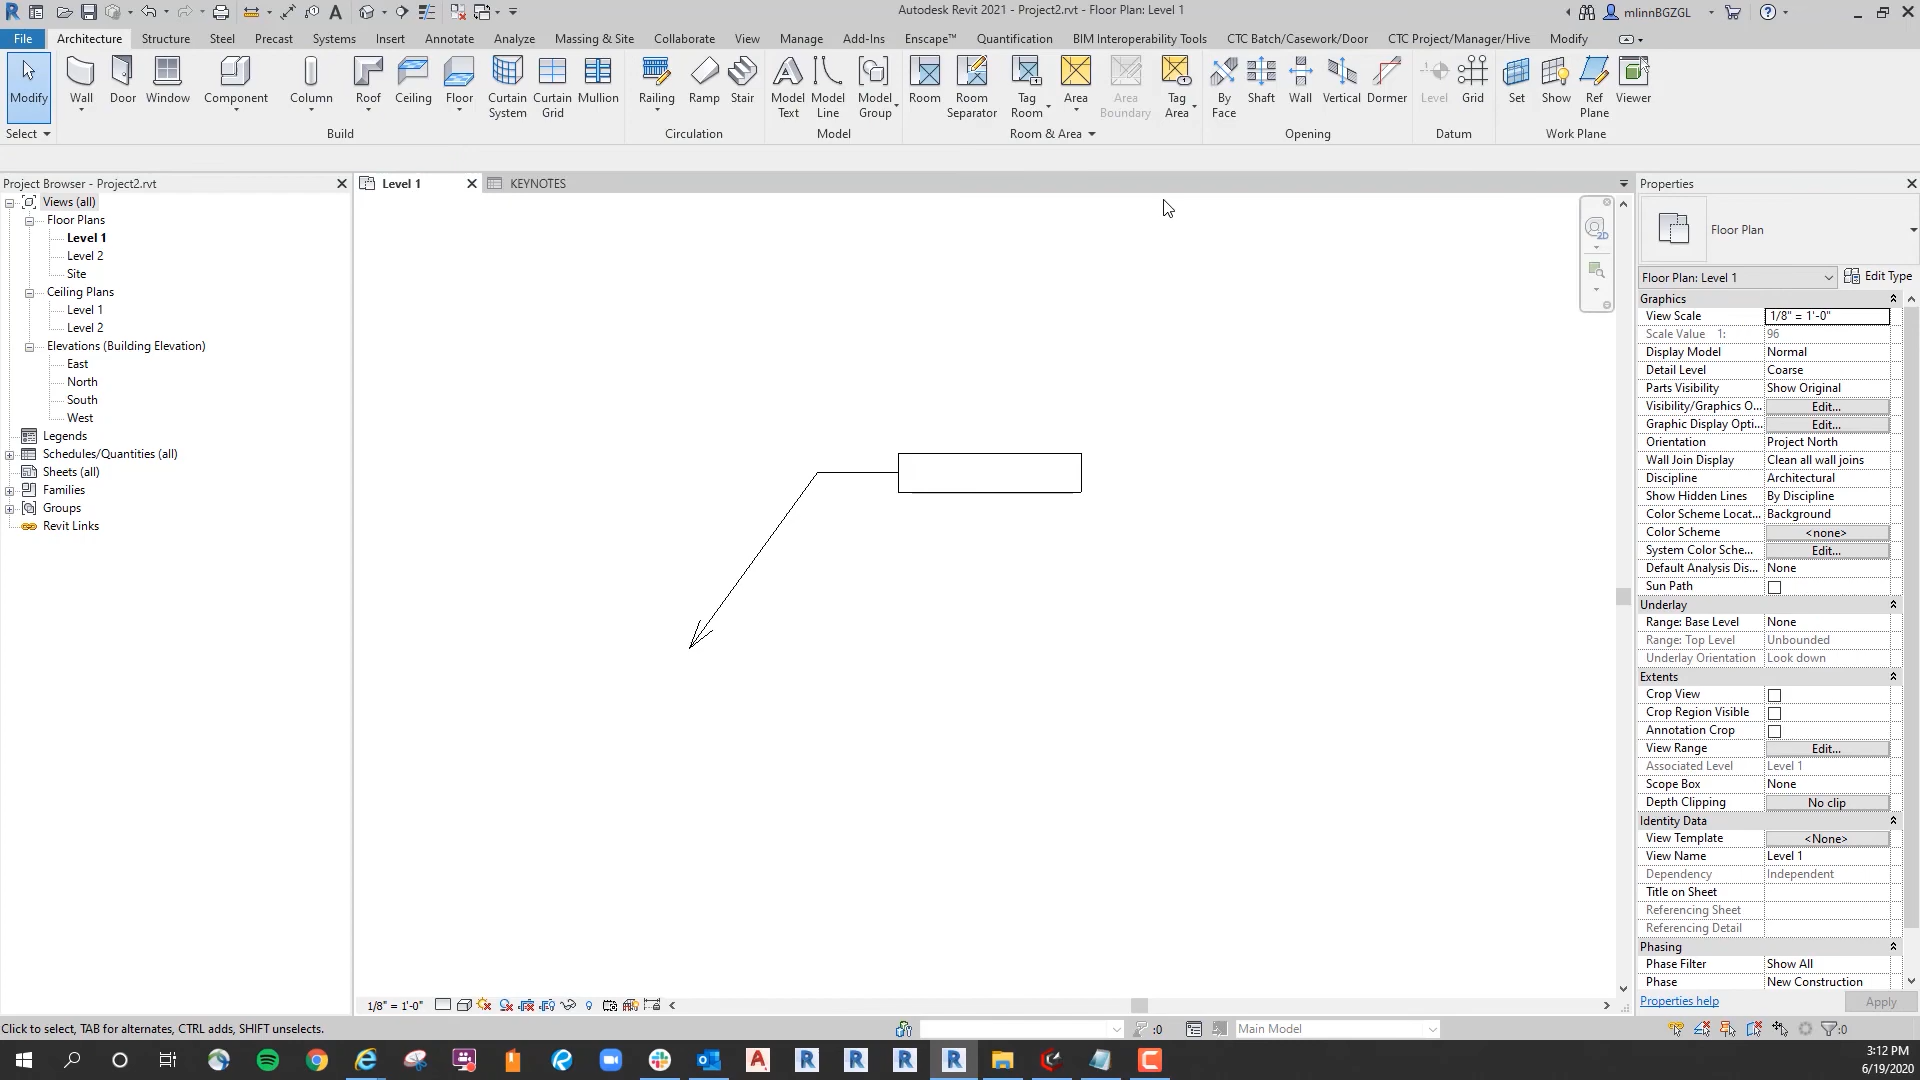 Autodesk Revit 2021 - Project2.rvt - Floor Plan: Level 1
mlinnBGZGL
File Architecture Structure Steel Precast Systems Insert Annotate Analyze Massing & Site Collaborate View Manage Add-Ins Enscape™ Quantification BIM Interoperability Tools CTC Batch/Casework/Door CTC Project/Manager/Hive Modify
Modify Wall Door Window Component Column Roof Ceiling Floor Curtain System Curtain Grid Mullion Railing Ramp Stair Model Text Model Line Model Group Room Room Separator Tag Room Area Area Boundary Tag Area By Face Shaft Wall Vertical Dormer Level Grid Set Show Ref Plane Viewer
Select Build Circulation Model Room & Area Opening Datum Work Plane
Project Browser - Project2.rvt
Views (all)
Floor Plans
Level 1
Level 2
Site
Ceiling Plans
Level 1
Level 2
Elevations (Building Elevation)
East
North
South
West
Legends
Schedules/Quantities (all)
Sheets (all)
Families
Groups
Revit Links
Level 1
KEYNOTES
2D
Properties
Floor Plan
Floor Plan: Level 1 Edit Type
Graphics
View Scale 1/8" = 1'-0"
Scale Value 1: 96
Display Model Normal
Detail Level Coarse
Parts Visibility Show Original
Visibility/Graphics O... Edit...
Graphic Display Opti... Edit...
Orientation Project North
Wall Join Display Clean all wall joins
Discipline Architectural
Show Hidden Lines By Discipline
Color Scheme Locat... Background
Color Scheme <none>
System Color Sche... Edit...
Default Analysis Dis... None
Sun Path
Underlay
Range: Base Level None
Range: Top Level Unbounded
Underlay Orientation Look down
Extents
Crop View
Crop Region Visible
Annotation Crop
View Range Edit...
Associated Level Level 1
Scope Box None
Depth Clipping No clip
Identity Data
View Template <None>
View Name Level 1
Dependency Independent
Title on Sheet
Referencing Sheet
Referencing Detail
Phasing
Phase Filter Show All
Phase New Construction
Properties help Apply
1/8" = 1'-0"
Click to select, TAB for alternates, CTRL adds, SHIFT unselects.
:0
Main Model
:0
3:12 PM
6/19/2020